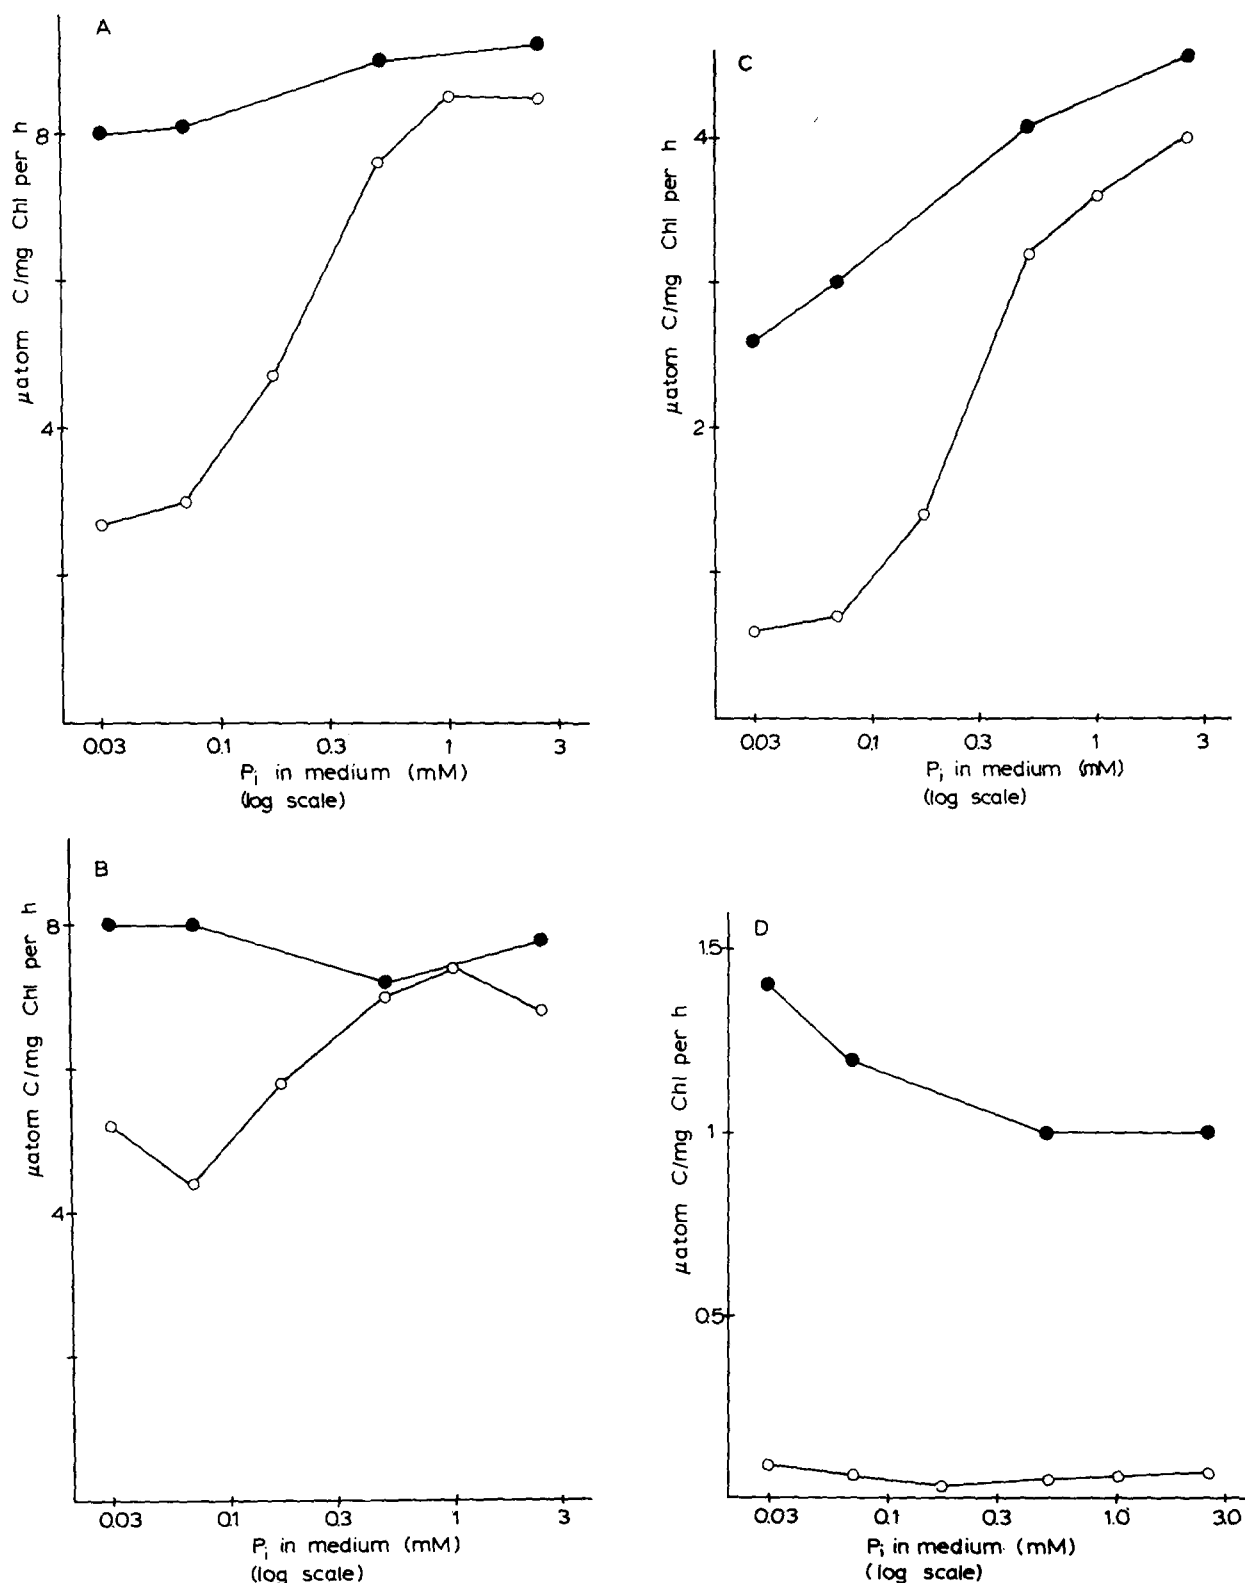 A
μatom C/mg Chl per h
8
4
0.03 0.1 0.3 1 3
Pi in medium (mM)
(log scale)
C
μatom C/mg Chl per h
4
2
0.03 0.1 0.3 1 3
Pi in medium (mM)
(log scale)
B
μatom C/mg Chl per h
8
4
0.03 0.1 0.3 1 3
Pi in medium (mM)
(log scale)
D
μatom C/mg Chl per h
1.5
1
0.5
0.03 0.1 0.3 1.0 3.0
Pi in medium. (mM)
(log scale)